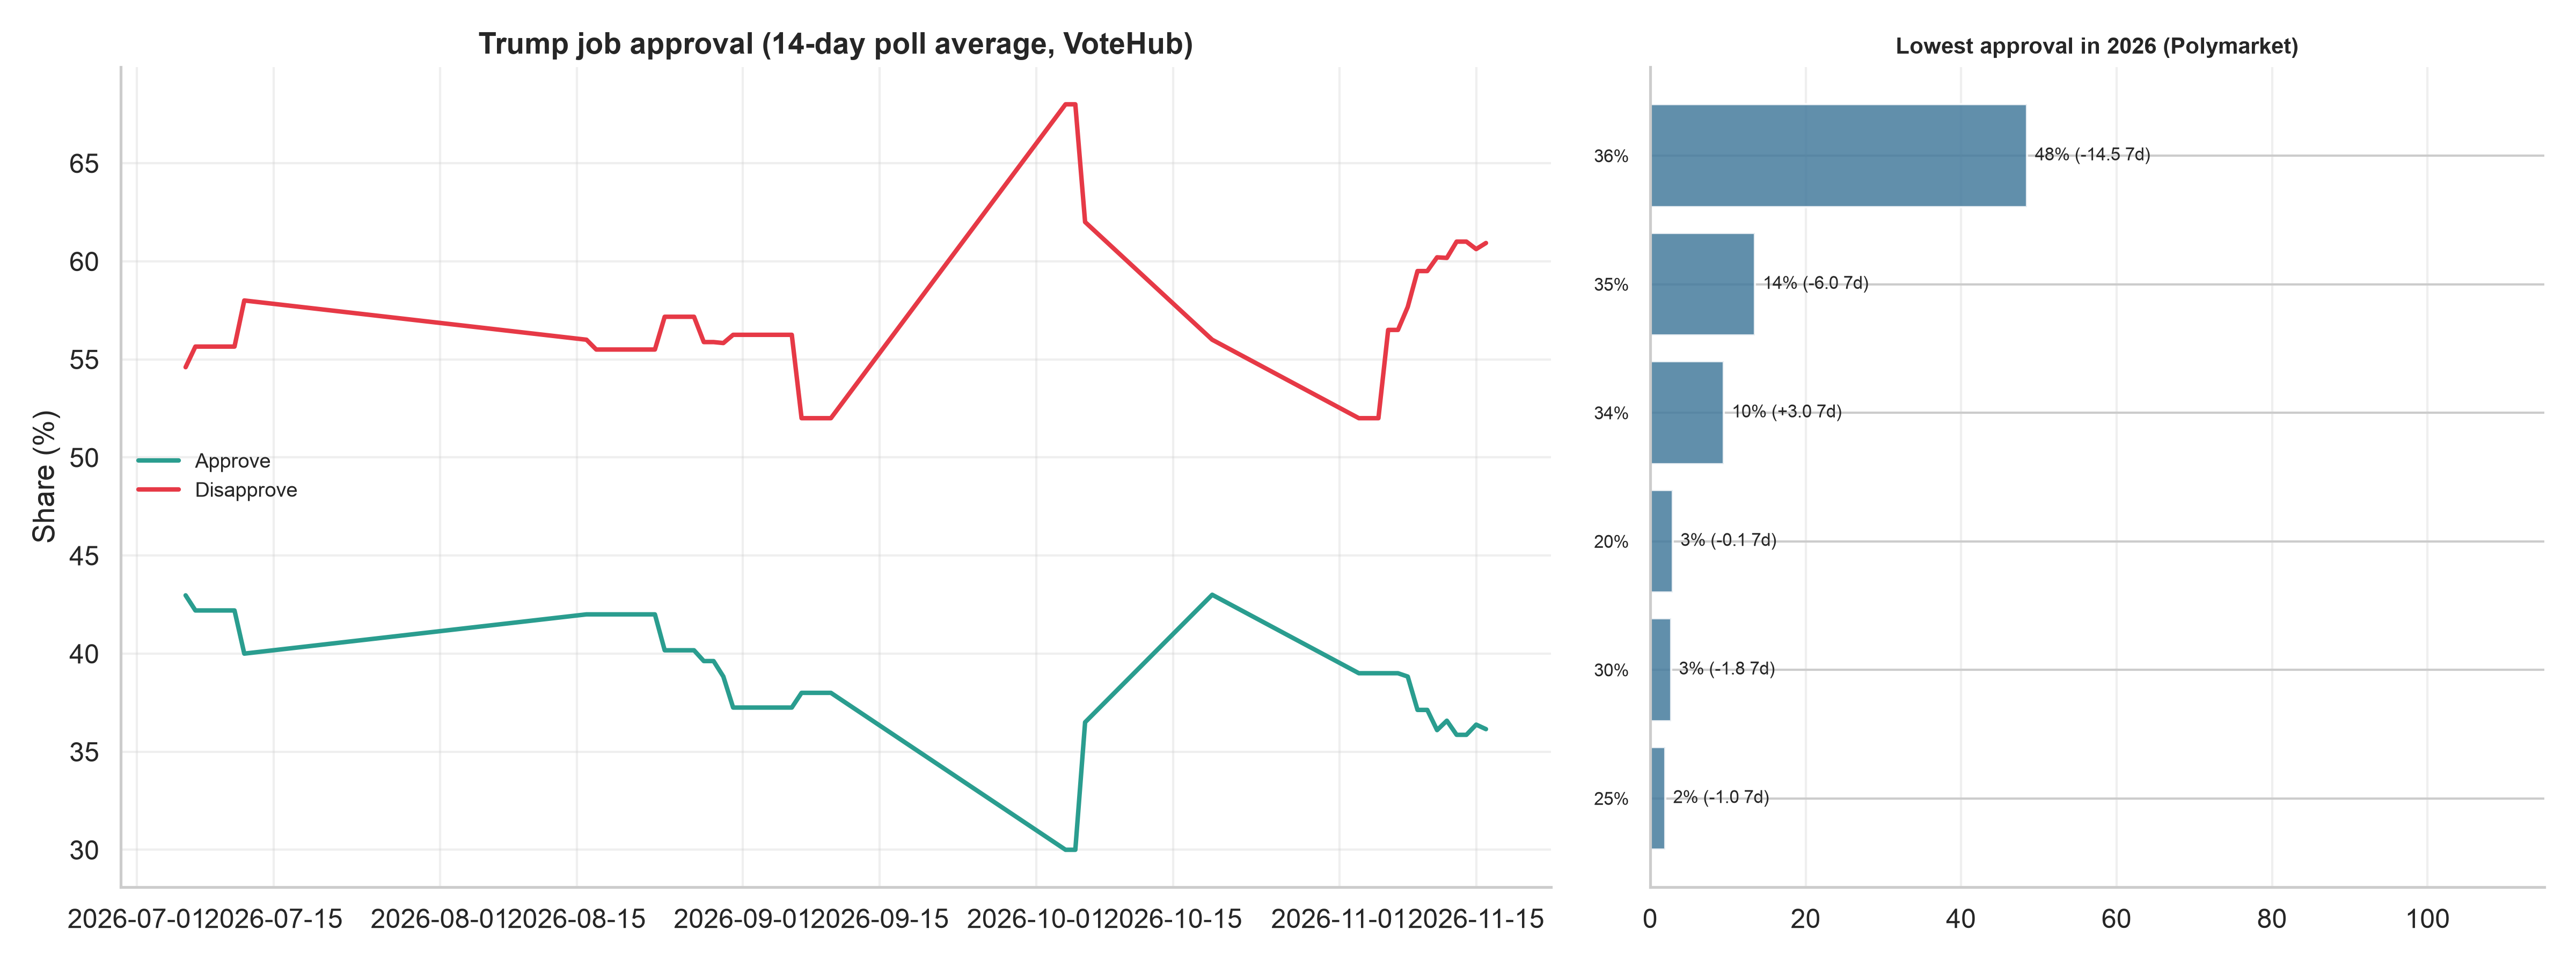 Trump job approval (14-day poll average, VoteHub)
Share (%)
65
60
55
50
45
40
35
30
Approve
Disapprove
2026-07-01
2026-07-15
2026-08-01
2026-08-15
2026-09-01
2026-09-15
2026-10-01
2026-10-15
2026-11-01
2026-11-15
Lowest approval in 2026 (Polymarket)
36%
48% (-14.5 7d)
35%
14% (-6.0 7d)
34%
10% (+3.0 7d)
20%
3% (-0.1 7d)
30%
3% (-1.8 7d)
25%
2% (-1.0 7d)
0
20
40
60
80
100